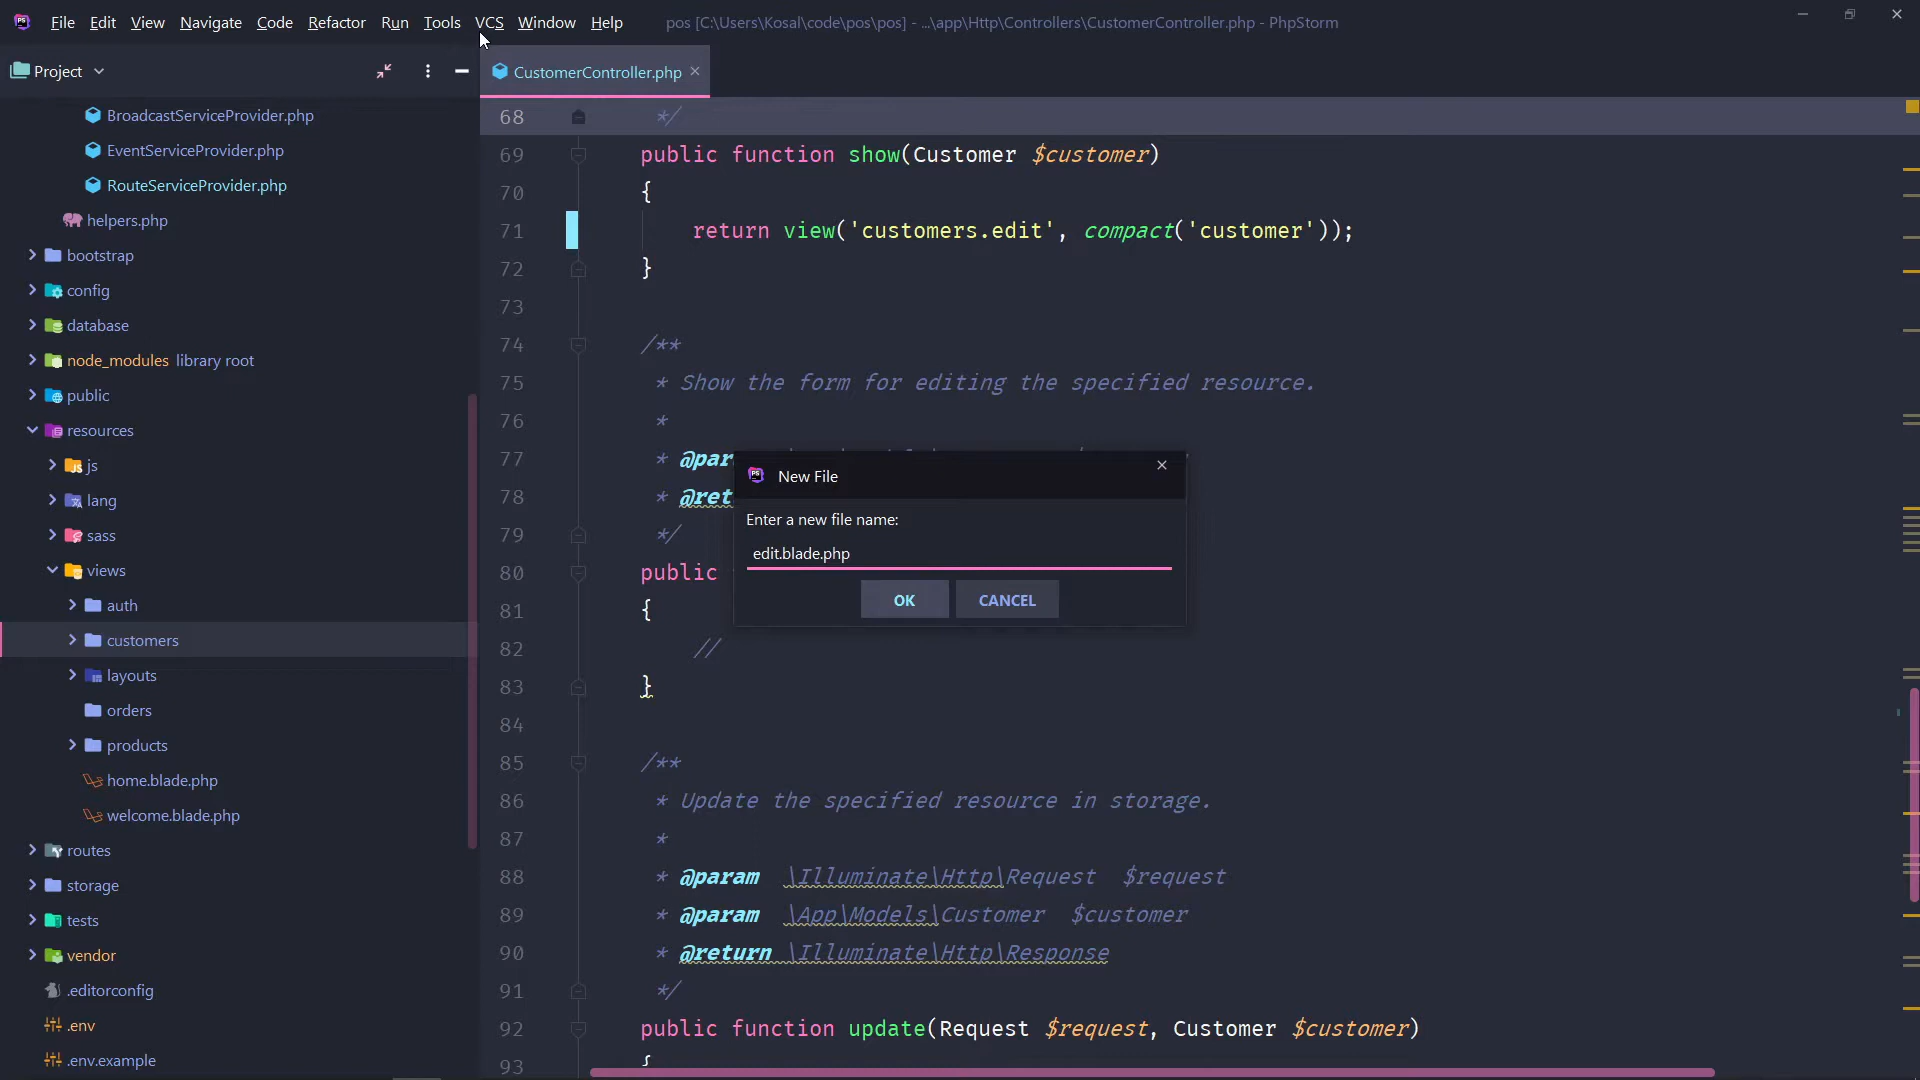 File Edit View Navigate Code Refactor Run Tools VCS Window Help pos [C:\Users\Kosal\code\pos\pos] - ...\app\Http\Controllers\CustomerController.php - PhpStorm
Project
CustomerController.php
BroadcastServiceProvider.php
EventServiceProvider.php
RouteServiceProvider.php
helpers.php
bootstrap
config
database
node_modules library root
public
resources
js
lang
sass
views
auth
customers
layouts
orders
products
home.blade.php
welcome.blade.php
routes
storage
tests
vendor
.editorconfig
.env
.env.example
68 */
69 public function show(Customer $customer)
70 {
71 return view('customers.edit', compact('customer'));
72 }
73
74 /**
75 * Show the form for editing the specified resource.
76 *
77 * @par
78 * @ret
79 */
80 public
81 {
82 //
83 }
84
85 /**
86 * Update the specified resource in storage.
87 *
88 * @param \Illuminate\Http\Request $request
89 * @param \App\Models\Customer $customer
90 * @return \Illuminate\Http\Response
91 */
92 public function update(Request $request, Customer $customer)
93 {
New File
Enter a new file name:
edit.blade.php
OK CANCEL